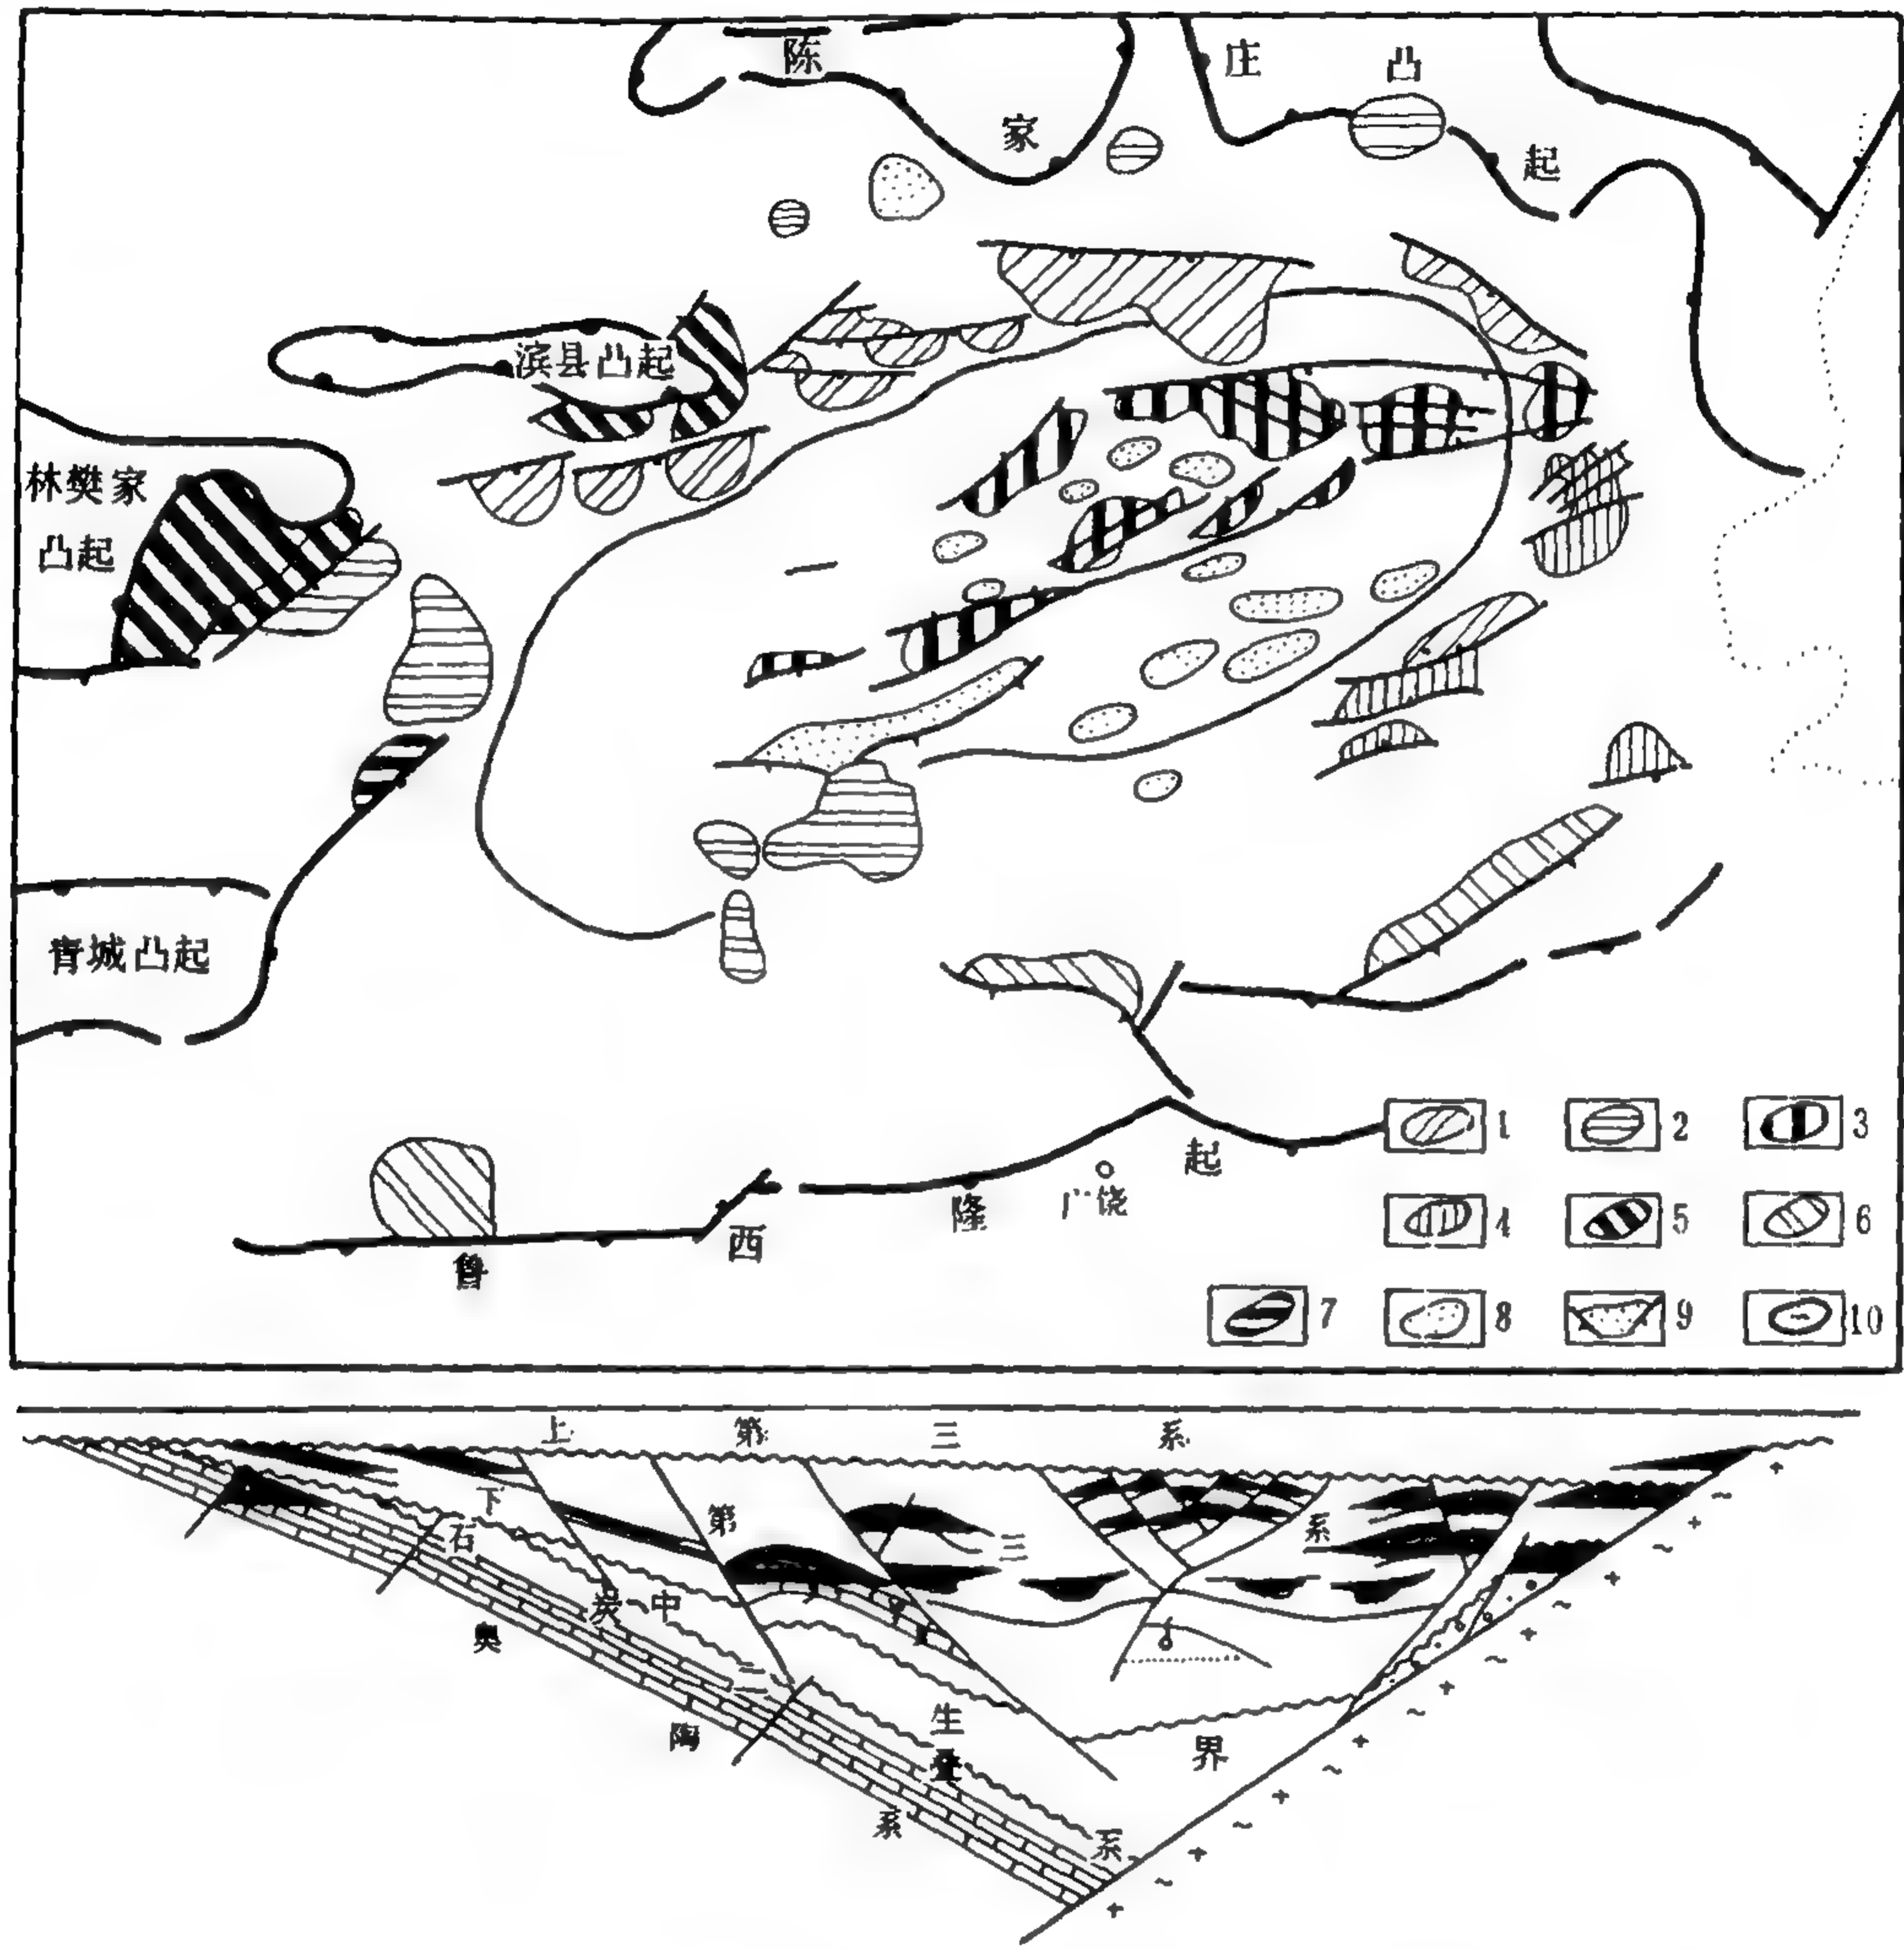 陈家庄凸起
滨县凸起
林樊家
凸起
青城凸起
鲁西隆起
广饶
1
2
3
4
5
6
7
8
9
10
上第三系
下第三系
石炭
中生界
二叠系
奥陶系